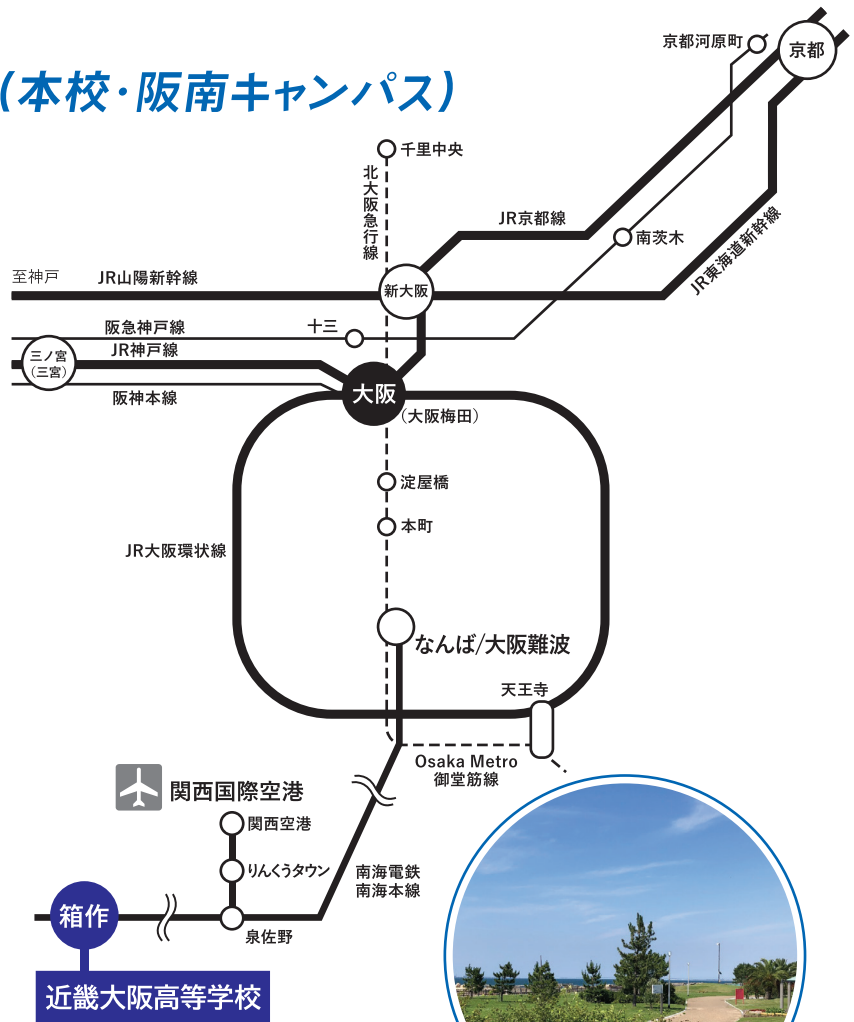 (本校・阪南キャンパス)
京都河原町
京都
千里中央
北大阪急行線
JR京都線
南茨木
JR東海道新幹線
至神戸
JR山陽新幹線
新大阪
阪急神戸線
十三
JR神戸線
三ノ宮
(三宮)
阪神本線
大阪
(大阪梅田)
淀屋橋
本町
JR大阪環状線
なんば/大阪難波
天王寺
Osaka Metro
御堂筋線
関西国際空港
関西空港
りんくうタウン
南海電鉄
南海本線
泉佐野
箱作
近畿大阪高等学校